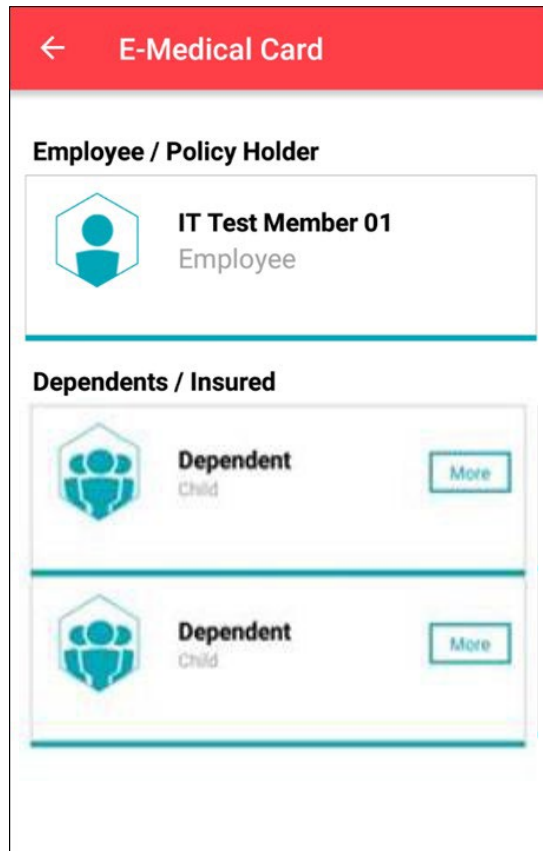 E-Medical Card
Employee / Policy Holder
IT Test Member 01
Employee
Dependents / Insured
Dependent
Child
More
Dependent
Child
More